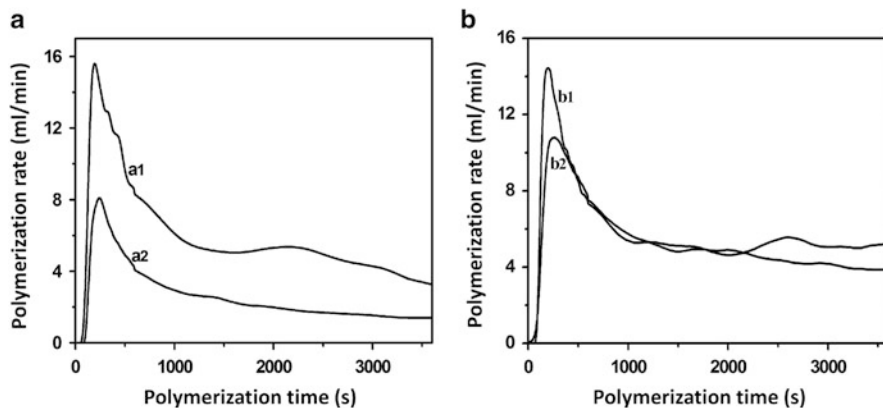 a
Polymerization rate (ml/min)
16
12
8
4
0
a1
a2
0 1000 2000 3000
Polymerization time (s)
b
Polymerization rate (ml/min)
16
12
8
4
0
b1
b2
0 1000 2000 3000
Polymerization time (s)